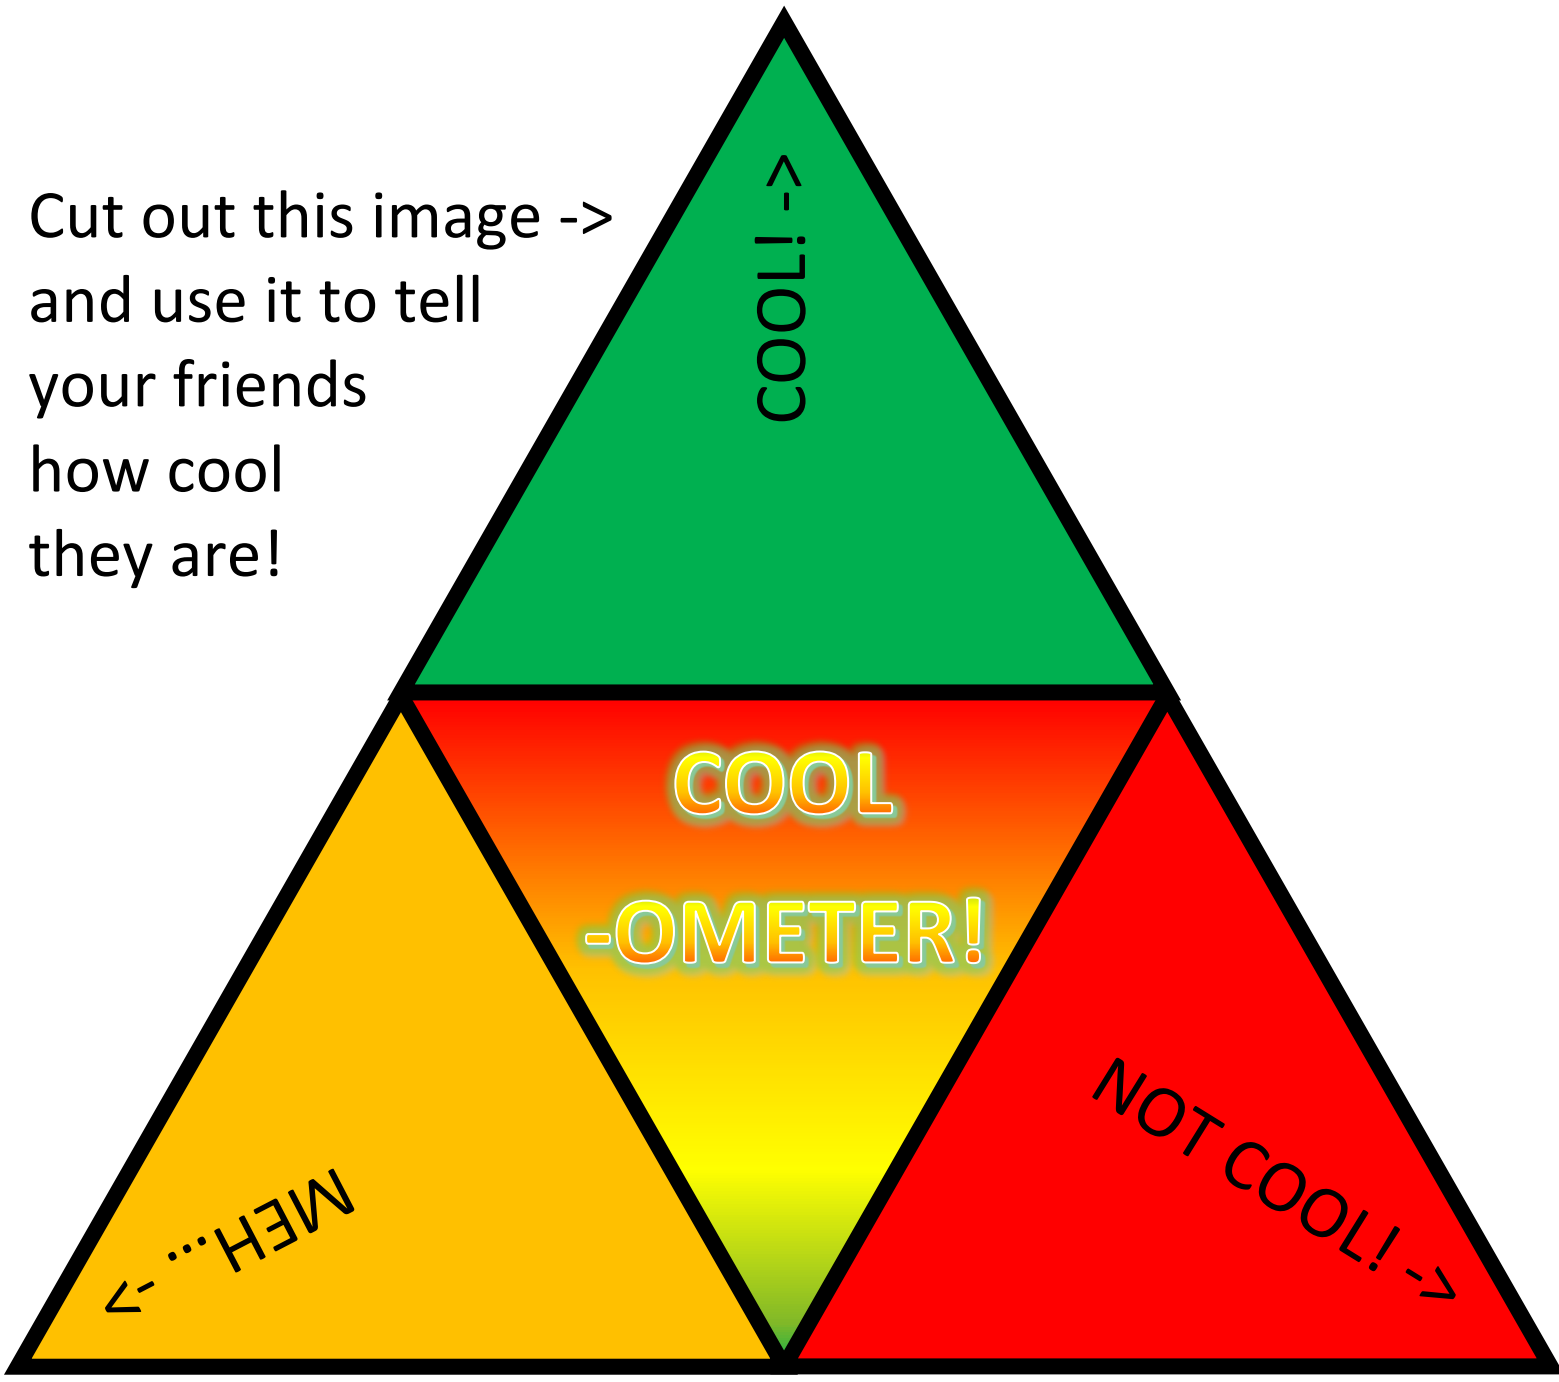 Cut out this image ->
and use it to tell
your friends
how cool
they are!
COOL! ->
COOL
-OMETER!
MEH... ->
NOT COOL! ->